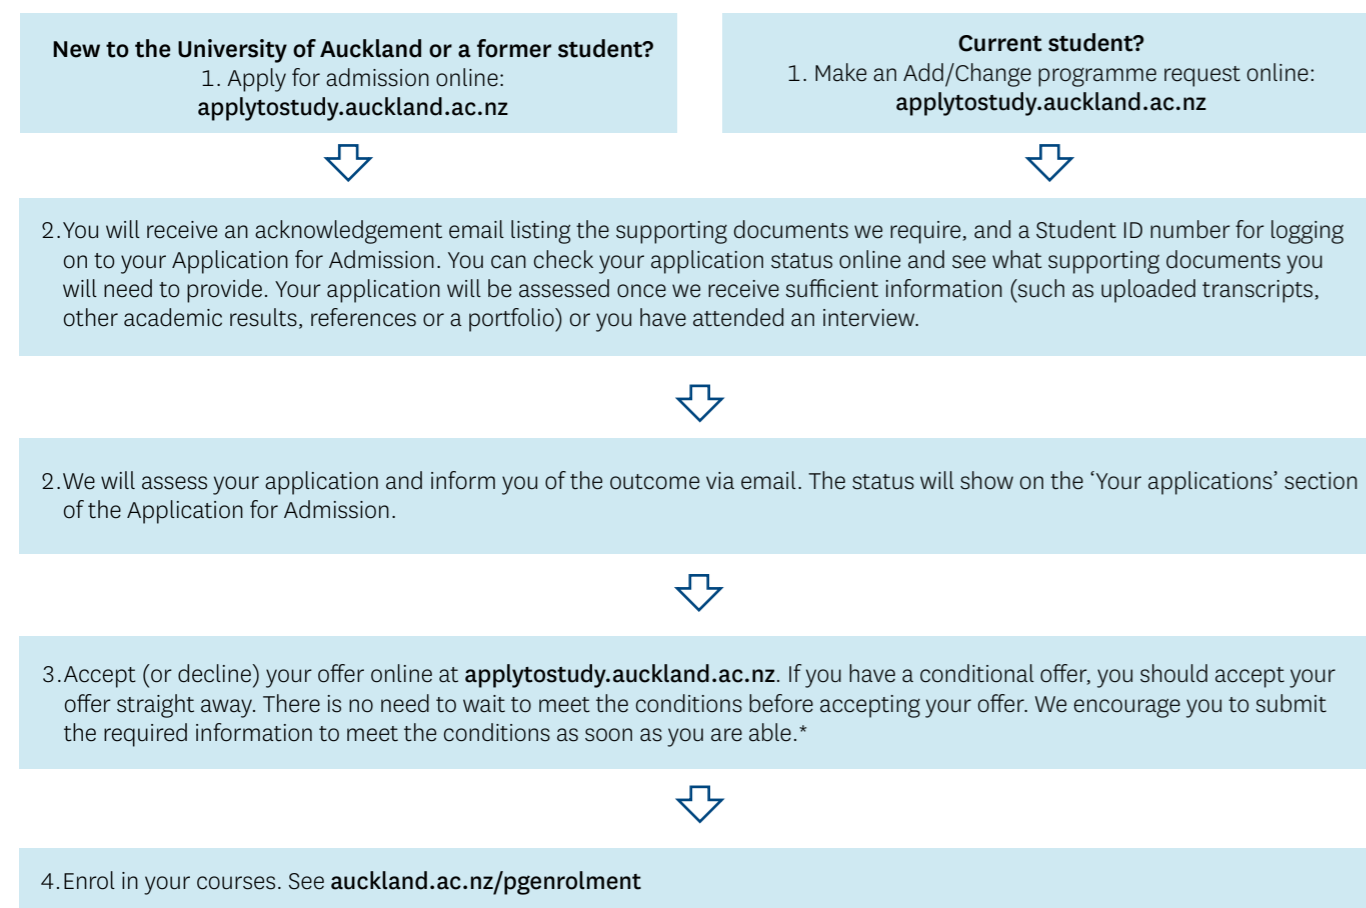 New to the University of Auckland or a former student?
1. Apply for admission online:
applytostudy.auckland.ac.nz
Current student?
1. Make an Add/Change programme request online:
applytostudy.auckland.ac.nz
2.You will receive an acknowledgement email listing the supporting documents we require, and a Student ID number for logging
on to your Application for Admission. You can check your application status online and see what supporting documents you
will need to provide. Your application will be assessed once we receive sufficient information (such as uploaded transcripts,
other academic results, references or a portfolio) or you have attended an interview.
2.We will assess your application and inform you of the outcome via email. The status will show on the ‘Your applications’ section
of the Application for Admission.
3.Accept (or decline) your offer online at applytostudy.auckland.ac.nz. If you have a conditional offer, you should accept your
offer straight away. There is no need to wait to meet the conditions before accepting your offer. We encourage you to submit
the required information to meet the conditions as soon as you are able.*
4.Enrol in your courses. See auckland.ac.nz/pgenrolment